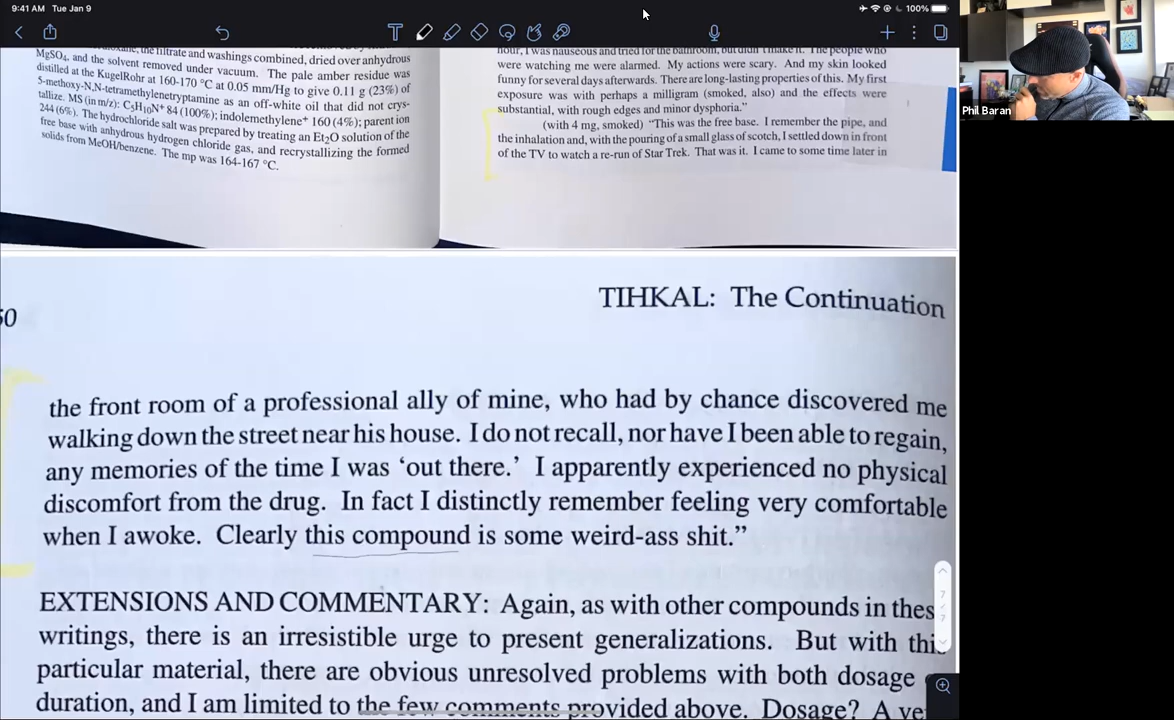 9:41 AM Tue Jan 9
100%
Phil Baran
the filtrate and washings combined, dried over anhydrous
MgSO4, and the solvent removed under vacuum. The pale amber residue was
distilled at the KugelRohr at 160-170 °C at 0.05 mm/Hg to give 0.11 g (23%) of
5-methoxy-N,N-tetramethylenetryptamine as an off-white oil that did not crys-
tallize. MS (in m/z): C5H10N+ 84 (100%); indolemethylene+ 160 (4%); parent ion
244 (6%). The hydrochloride salt was prepared by treating an Et2O solution of the
free base with anhydrous hydrogen chloride gas, and recrystallizing the formed
solids from MeOH/benzene. The mp was 164-167 °C.
hour, I was nauseous and tried for the bathroom, but didn't make it. The people who
were watching me were alarmed. My actions were scary. And my skin looked
funny for several days afterwards. There are long-lasting properties of this. My first
exposure was with perhaps a milligram (smoked, also) and the effects were
substantial, with rough edges and minor dysphoria.”
(with 4 mg, smoked) “This was the free base. I remember the pipe, and
the inhalation and, with the pouring of a small glass of scotch, I settled down in front
of the TV to watch a re-run of Star Trek. That was it. I came to some time later in
50
TIHKAL: The Continuation
the front room of a professional ally of mine, who had by chance discovered me
walking down the street near his house. I do not recall, nor have I been able to regain,
any memories of the time I was ‘out there.’ I apparently experienced no physical
discomfort from the drug. In fact I distinctly remember feeling very comfortable
when I awoke. Clearly this compound is some weird-ass shit.”
EXTENSIONS AND COMMENTARY: Again, as with other compounds in thes
writings, there is an irresistible urge to present generalizations. But with thi
particular material, there are obvious unresolved problems with both dosage
duration, and I am limited to the few comments provided above. Dosage? A ve
7
7